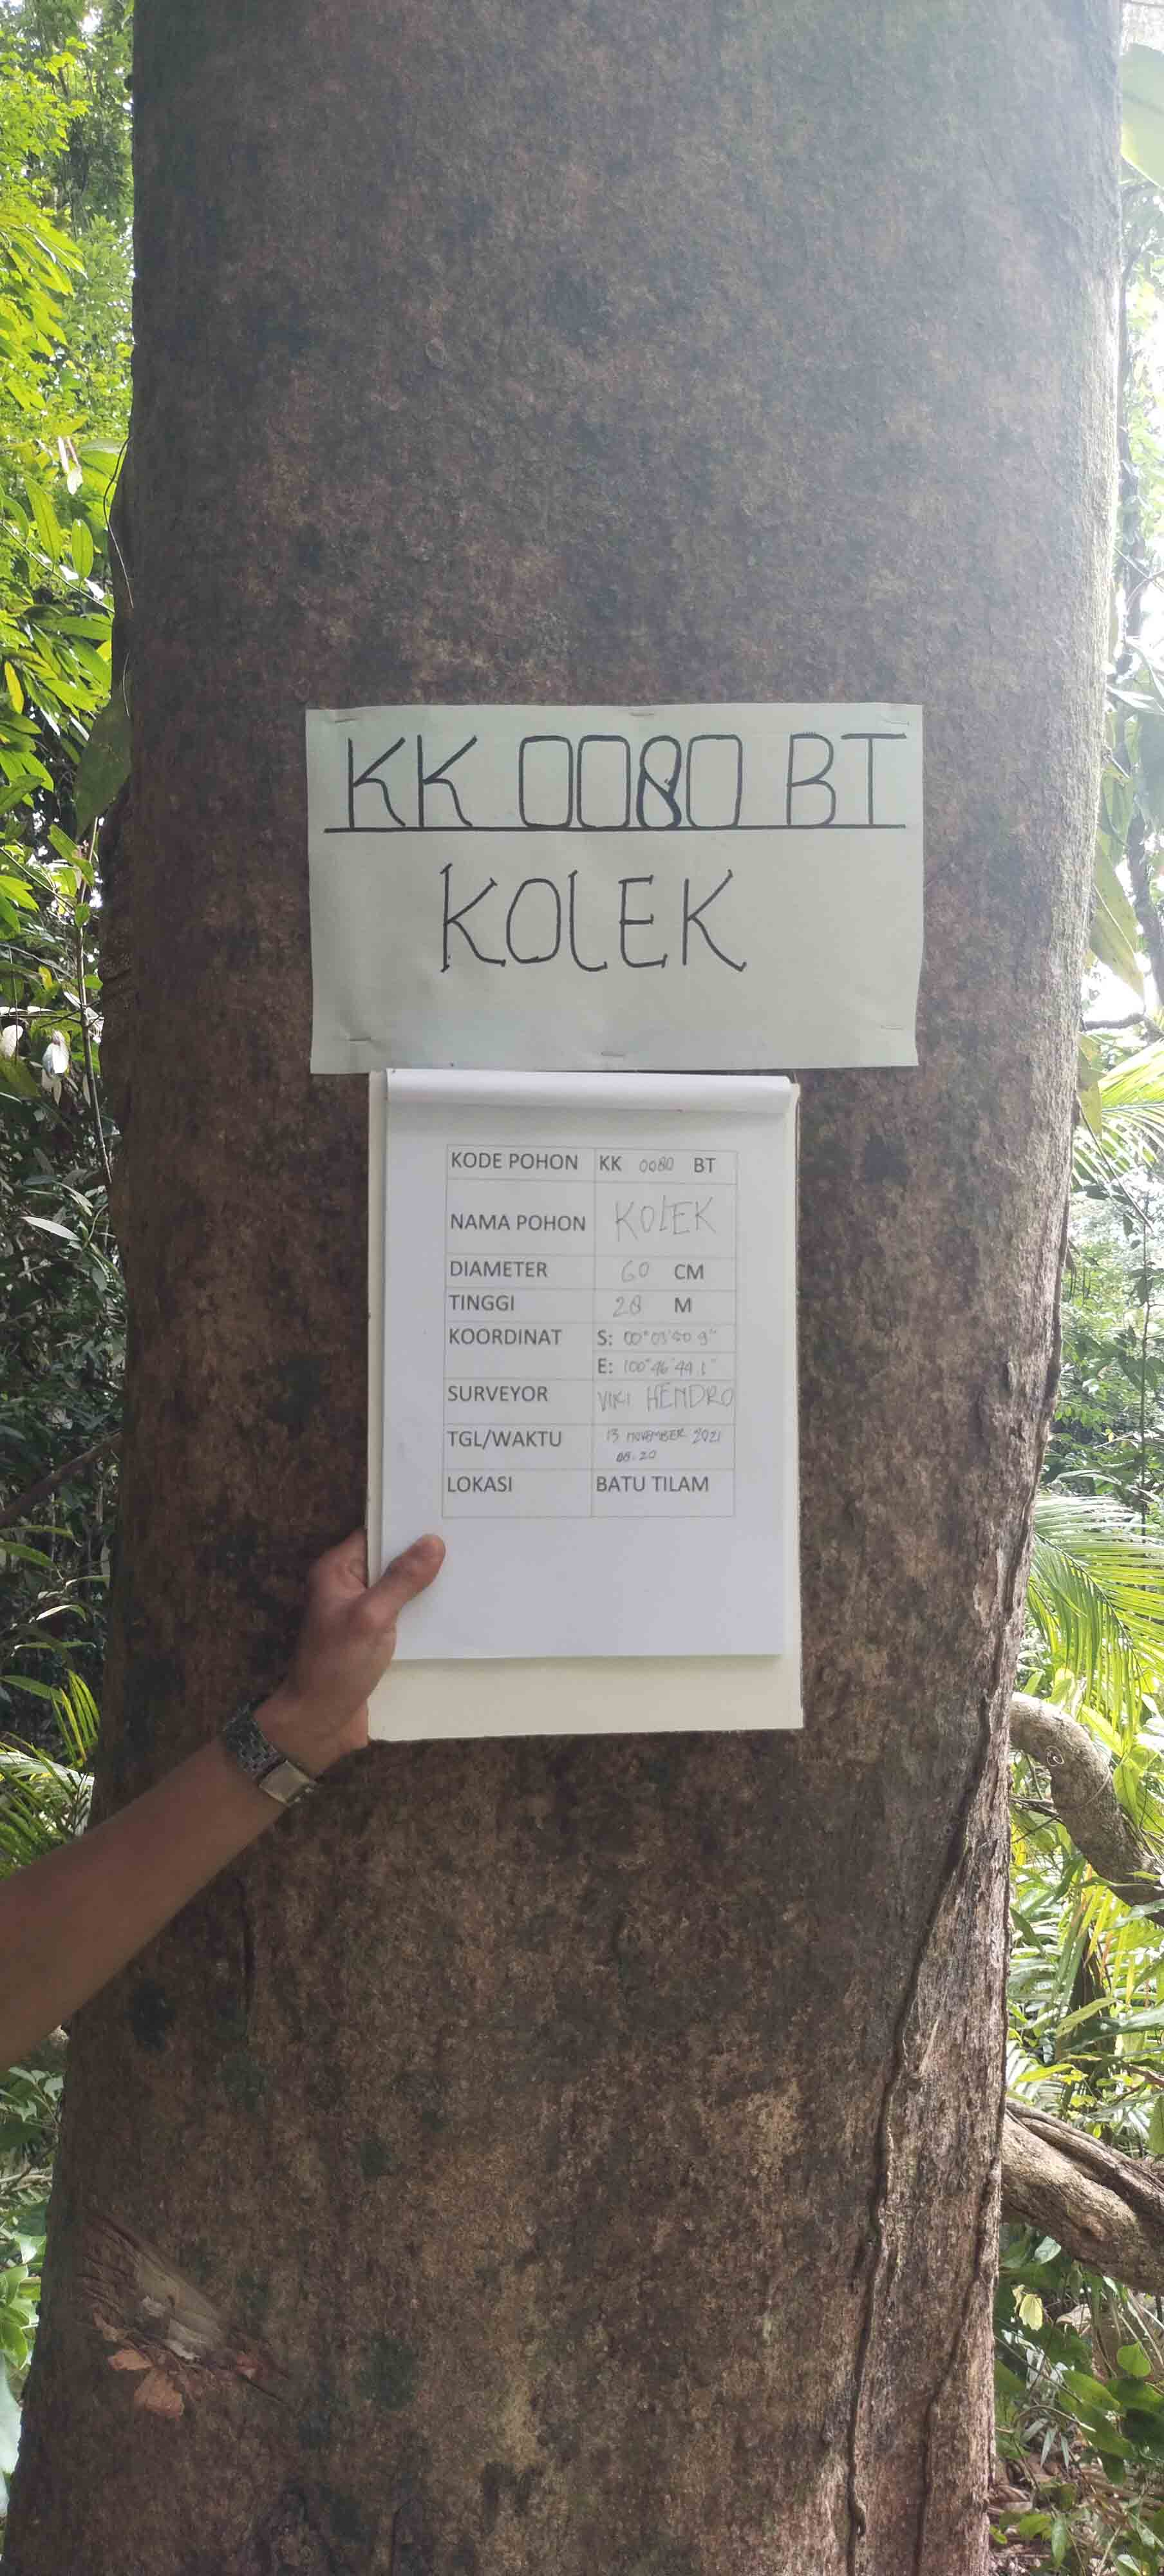 KK 0080 BT
KOLEK
KODE POHON KK 0080 BT
NAMA POHON KOLEK
DIAMETER 60 CM
TINGGI 28 M
KOORDINAT S: 00°03'50.9"
E: 100°46'44.1"
SURVEYOR VIKI HENDRO
TGL/WAKTU 13 NOVEMBER 2021
08:20
LOKASI BATU TILAM